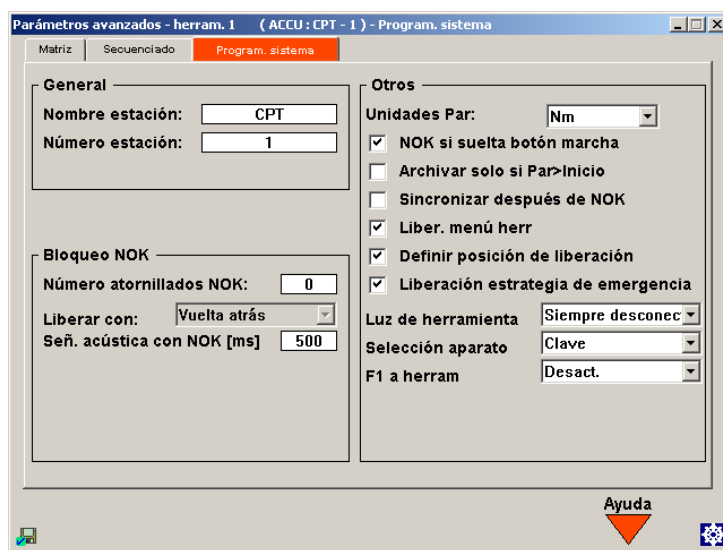 Parámetros avanzados - herram. 1 ( ACCU : CPT - 1 ) - Program. sistema
Matriz Secuenciado Program. sistema
General
Nombre estación: CPT
Número estación: 1
Bloqueo NOK
Número atornillados NOK: 0
Liberar con: Vuelta atrás
Señ. acústica con NOK [ms] 500
Otros
Unidades Par: Nm
NOK si suelta botón marcha
Archivar solo si Par>Inicio
Sincronizar después de NOK
Liber. menú herr
Definir posición de liberación
Liberación estrategia de emergencia
Luz de herramienta Siempre desconec
Selección aparato Clave
F1 a herram Desact.
Ayuda